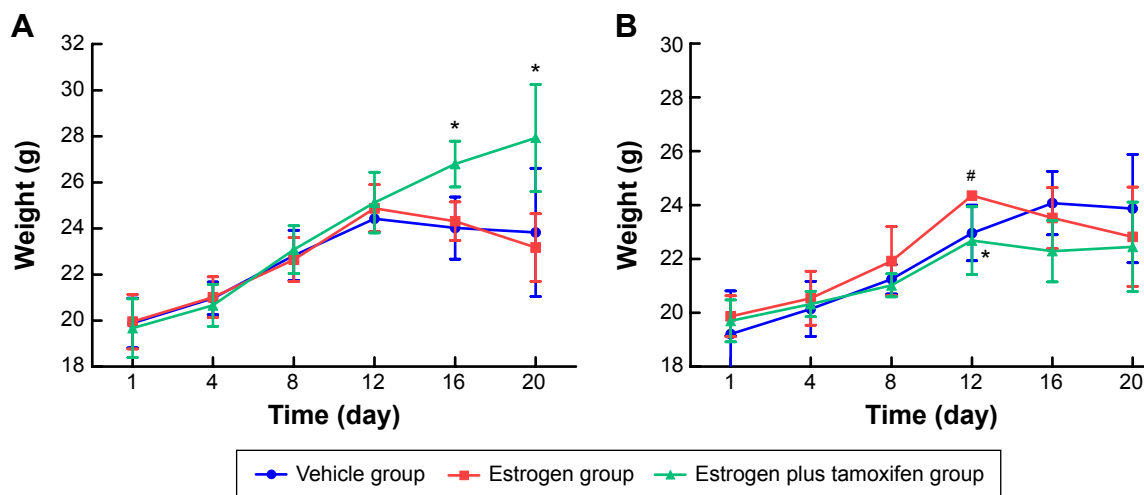 A
Weight (g)
32
30
28
26
24
22
20
18
*
*
1 4 8 12 16 20
Time (day)
B
Weight (g)
30
28
26
24
22
20
18
#
*
1 4 8 12 16 20
Time (day)
Vehicle group Estrogen group Estrogen plus tamoxifen group